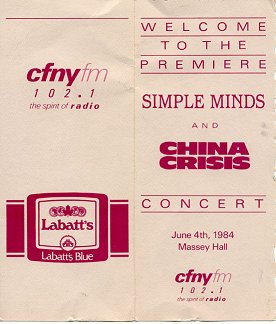 cfny fm
102.1
the spirit of radio
Labatt's
Labatt's Blue
WELCOME
TO THE
PREMIERE
SIMPLE MINDS
AND
CHINA
CRISIS
CONCERT
June 4th, 1984
Massey Hall
cfny fm
102.1
the spirit of radio